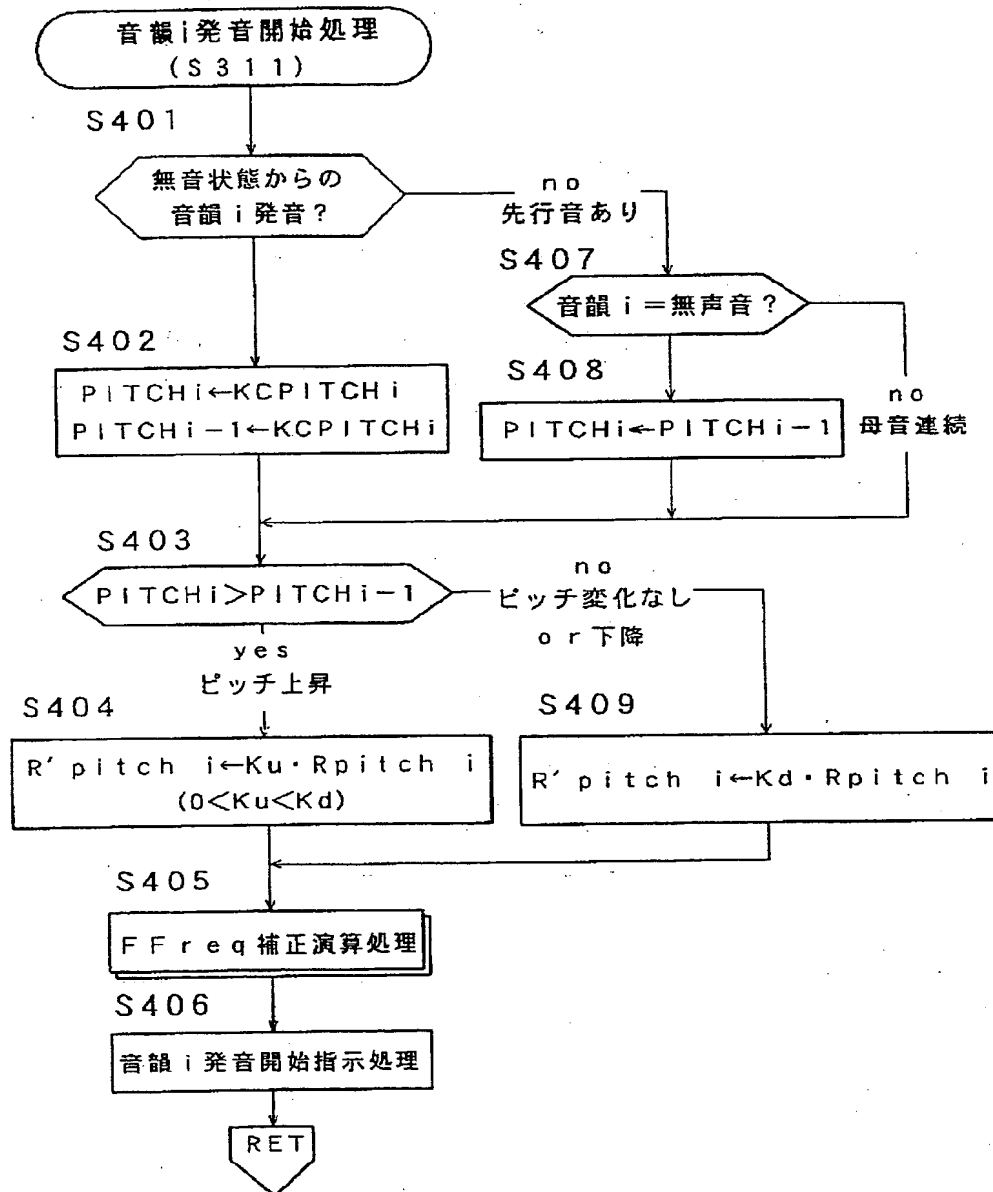 音韻i発音開始処理
(S311)
S401
無音状態からの
音韻i発音?
no
先行音あり
S407
音韻i=無声音?
S402
PITCHi←KCPITCHi
PITCHi-1←KCPITCHi
S408
PITCHi←PITCHi-1
no
母音連続
S403
PITCHi>PITCHi-1
no
ピッチ変化なし
or下降
yes
ピッチ上昇
S404
R'pitch i←Ku・Rpitch i
(0<Ku<Kd)
S409
R'pitch i←Kd・Rpitch i
S405
FFreq補正演算処理
S406
音韻i発音開始指示処理
RET